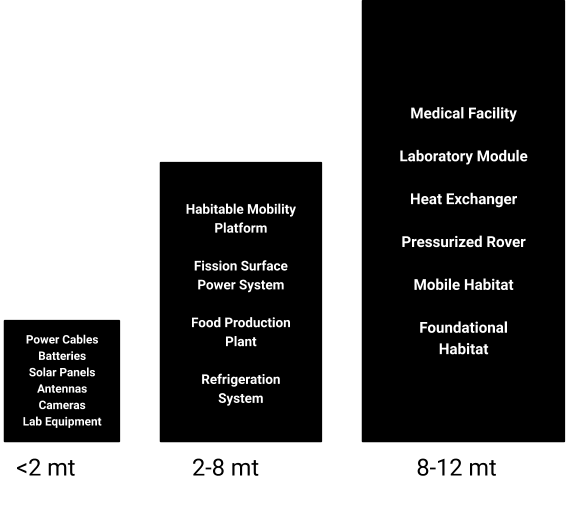 Power Cables
Batteries
Solar Panels
Antennas
Cameras
Lab Equipment
<2 mt
Habitable Mobility
Platform
Fission Surface
Power System
Food Production
Plant
Refrigeration
System
2-8 mt
Medical Facility
Laboratory Module
Heat Exchanger
Pressurized Rover
Mobile Habitat
Foundational
Habitat
8-12 mt